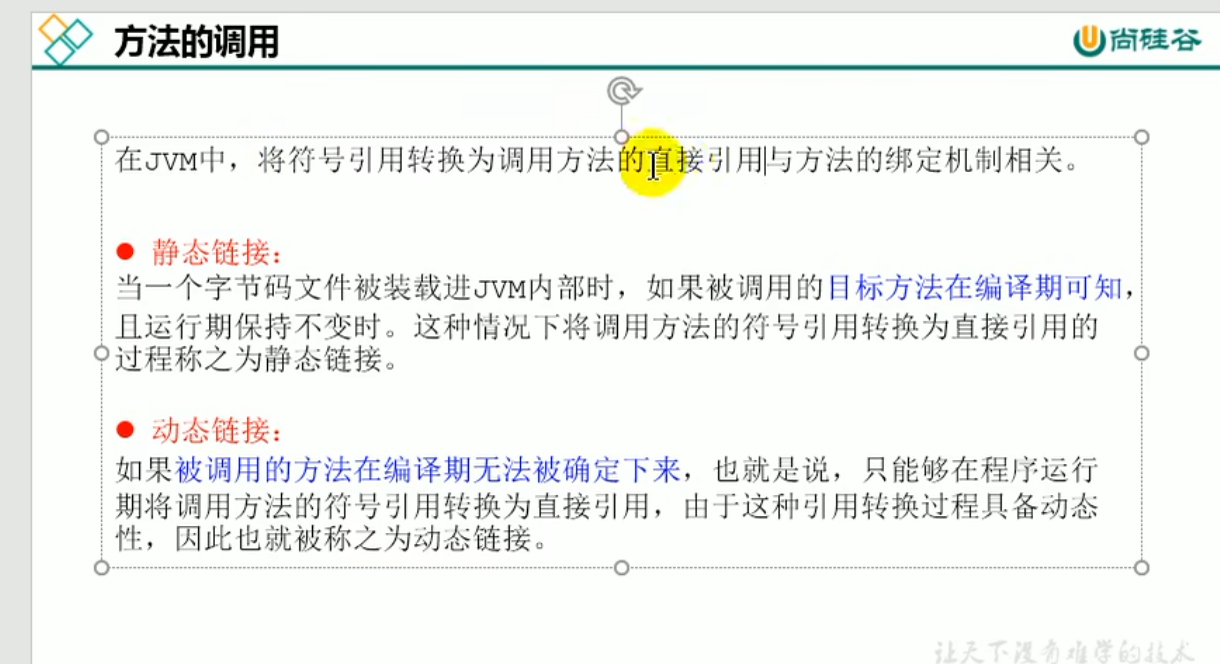 方法的调用
尚硅谷
在JVM中，将符号引用转换为调用方法的直接引用与方法的绑定机制相关。
● 静态链接：
当一个字节码文件被装载进JVM内部时，如果被调用的目标方法在编译期可知，
且运行期保持不变时。这种情况下将调用方法的符号引用转换为直接引用的
过程称之为静态链接。
● 动态链接：
如果被调用的方法在编译期无法被确定下来，也就是说，只能够在程序运行
期将调用方法的符号引用转换为直接引用，由于这种引用转换过程具备动态
性，因此也就被称之为动态链接。
让天下没有难学的技术